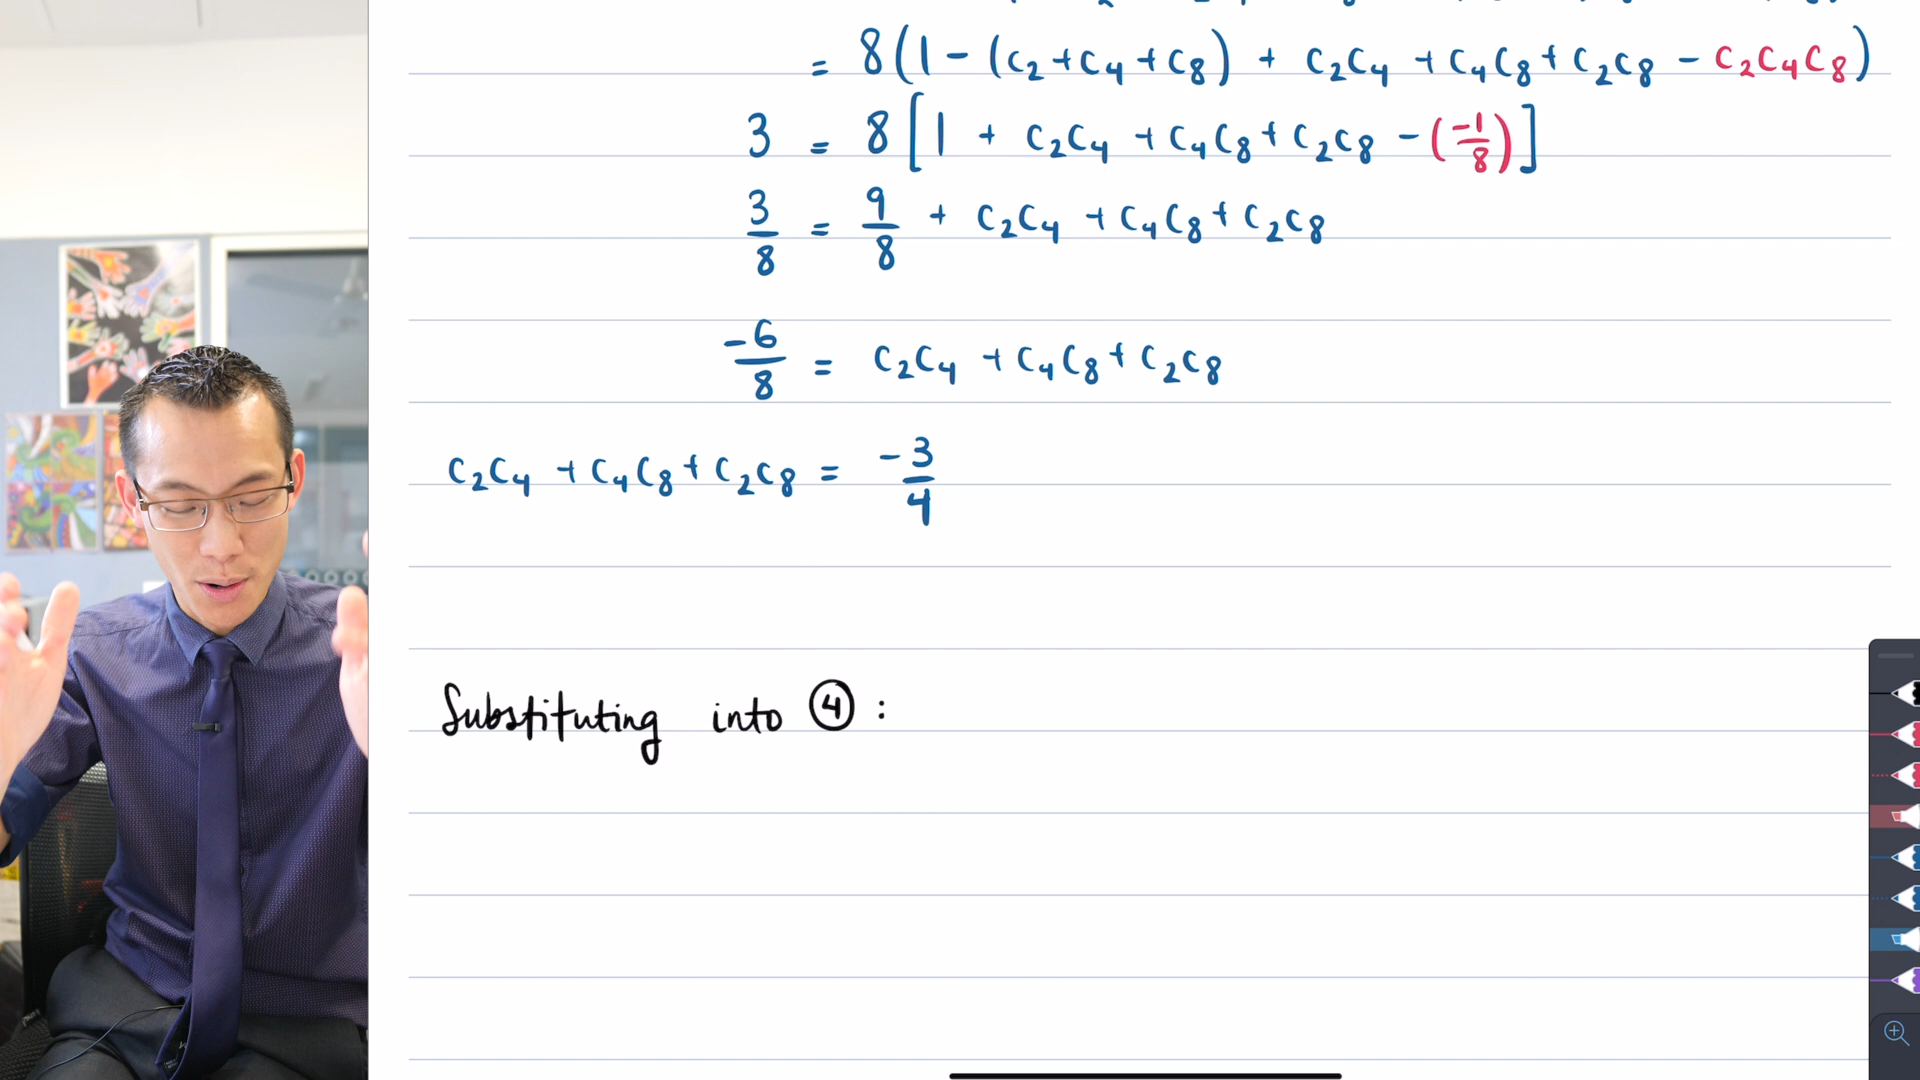 = 8(1 - (c₂+c₄+c₈) + c₂c₄ + c₄c₈ + c₂c₈ - c₂c₄c₈)
3 = 8[1 + c₂c₄ + c₄c₈ + c₂c₈ - (-1/8)]
3/8 = 9/8 + c₂c₄ + c₄c₈ + c₂c₈
-6/8 = c₂c₄ + c₄c₈ + c₂c₈
c₂c₄ + c₄c₈ + c₂c₈ = -3/4
Substituting into ④ :